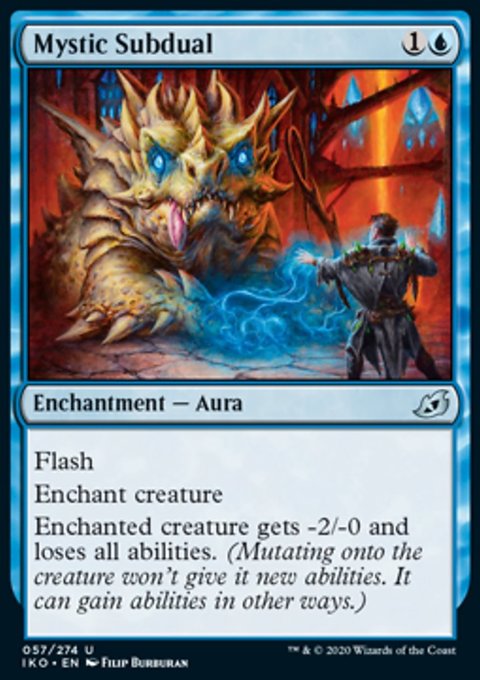 Mystic Subdual 1
Enchantment — Aura
Flash
Enchant creature
Enchanted creature gets -2/-0 and
loses all abilities. (Mutating onto the
creature won't give it new abilities. It
can gain abilities in other ways.)
057/274 U ™ & © 2020 Wizards of the Coast
IKO • EN Filip Burburan